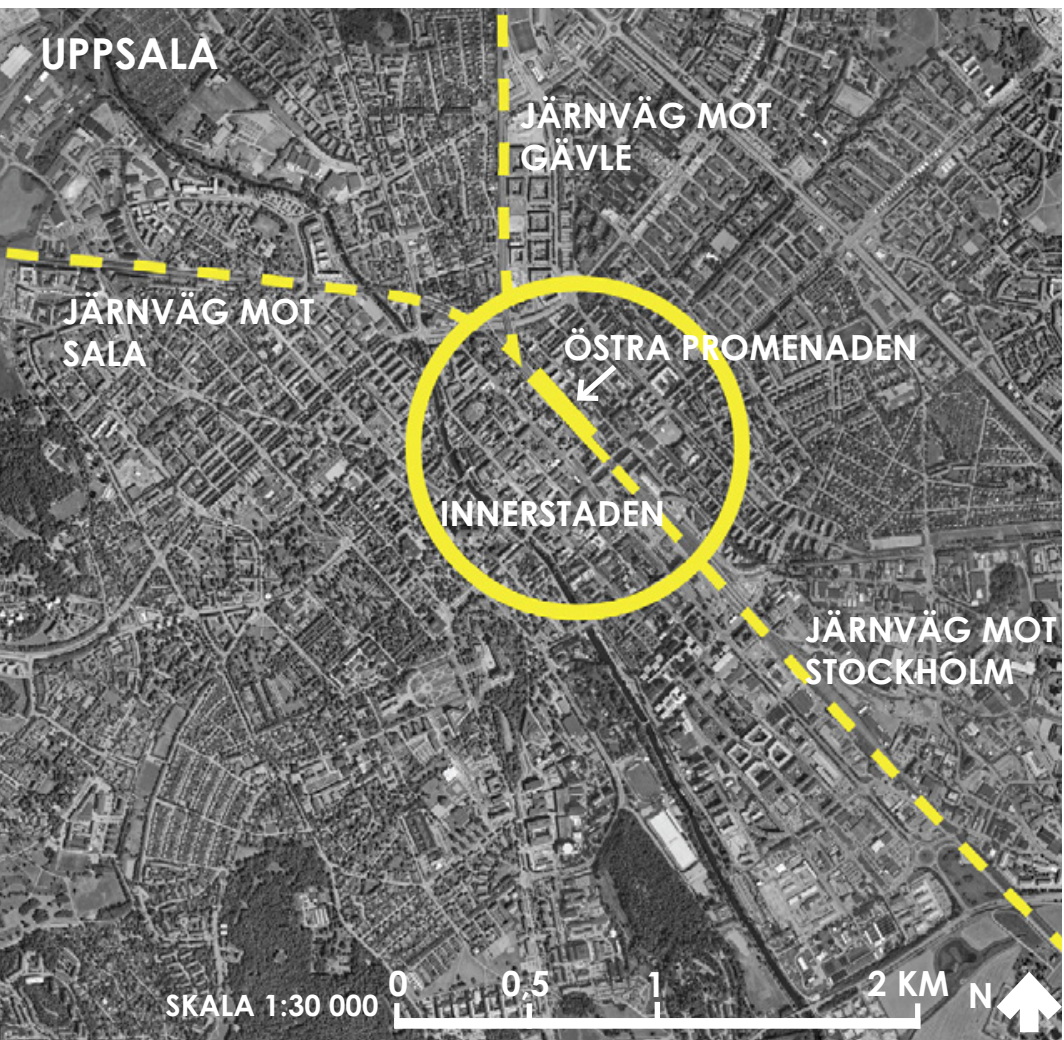 UPPSALA
JÄRNVÄG MOT
GÄVLE
JÄRNVÄG MOT
SALA
ÖSTRA PROMENADEN
INNERSTADEN
JÄRNVÄG MOT
STOCKHOLM
SKALA 1:30 000
0 0,5 1 2 KM
N